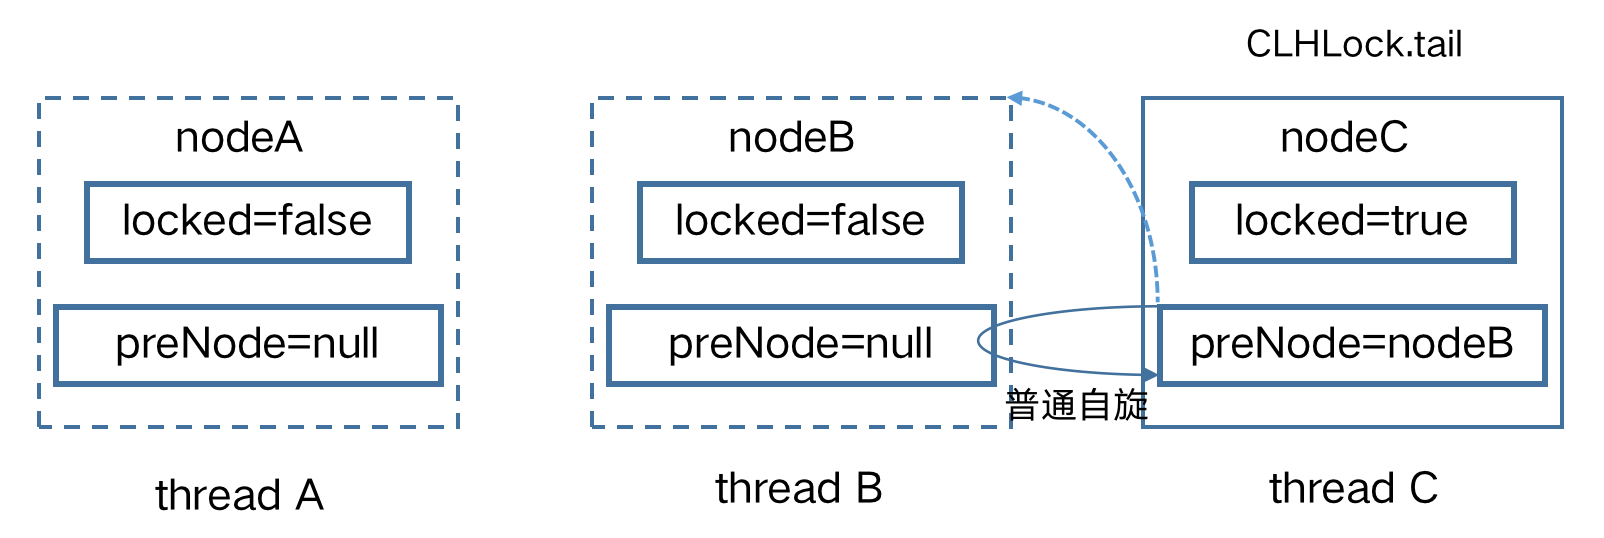 CLHLock.tail
nodeA
locked=false
preNode=null
thread A
nodeB
locked=false
preNode=null
thread B
普通自旋
nodeC
locked=true
preNode=nodeB
thread C